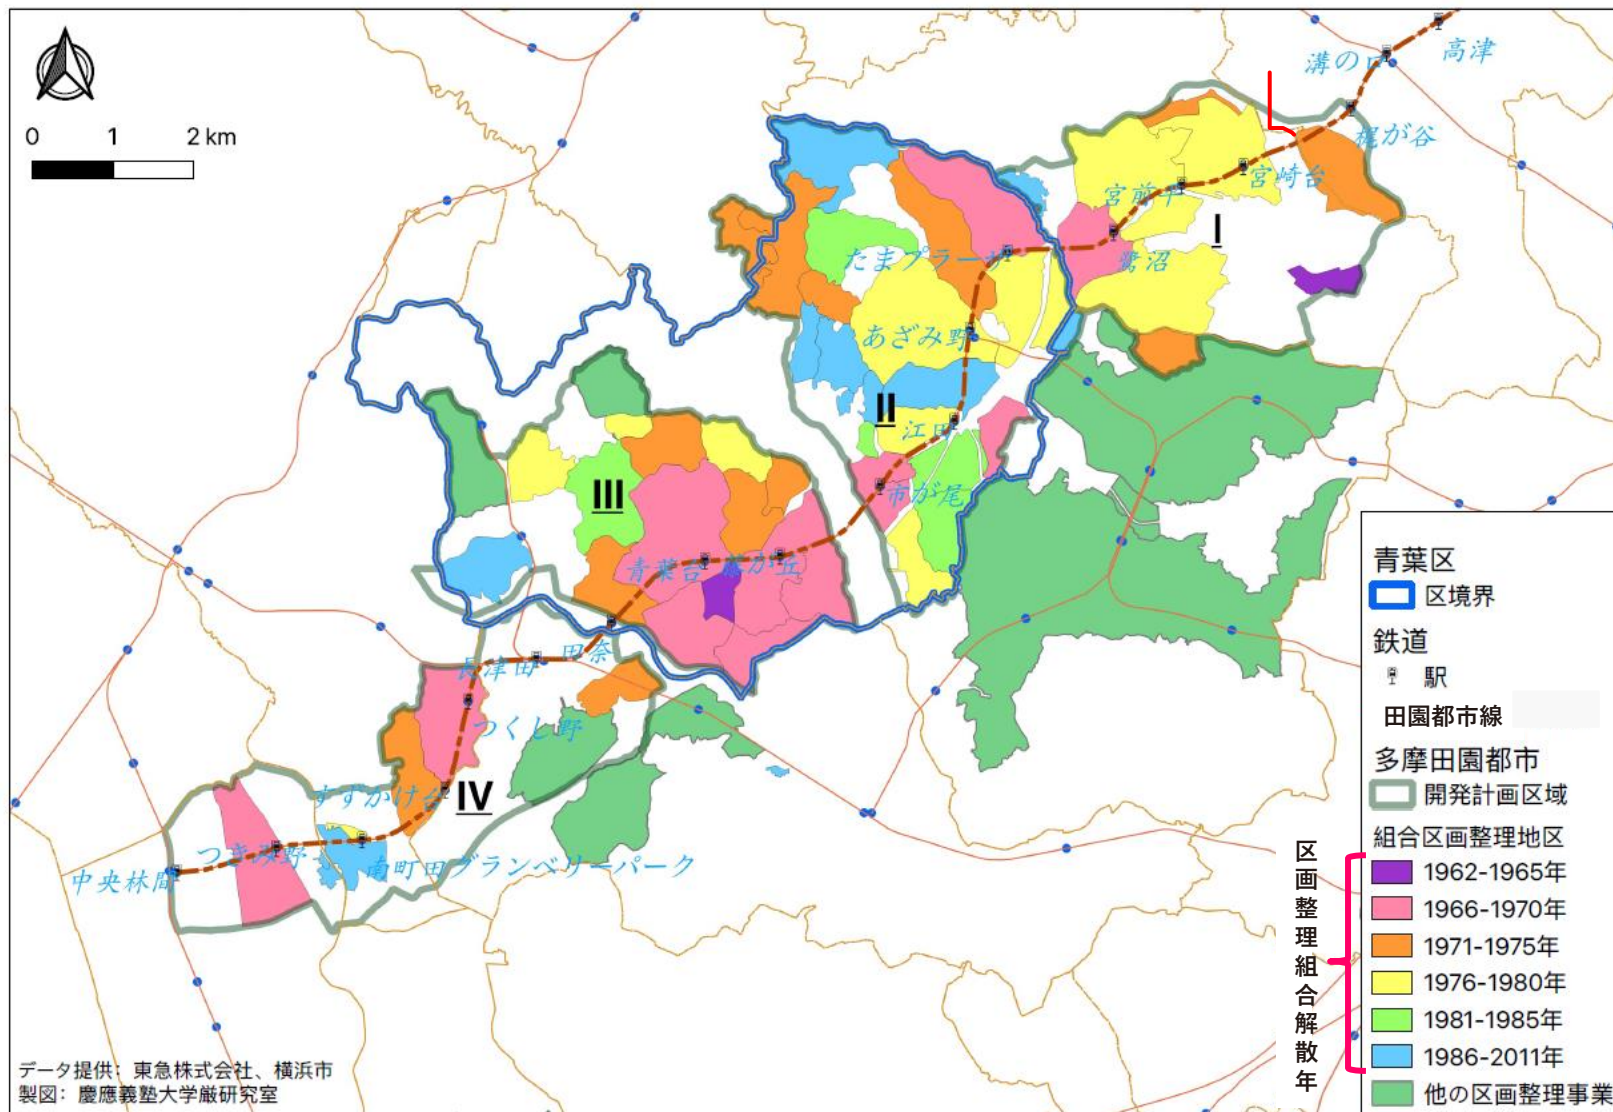 0 1 2 km
高津
溝の口
梶が谷
宮崎台
宮前平
I
鷺沼
たまプラーザ
あざみ野
II
江田
市が尾
III
青葉台
藤が丘
田奈
長津田
つくし野
すずかけ台
IV
つきみ野
南町田グランベリーパーク
中央林間
青葉区
区境界
鉄道
駅
田園都市線
多摩田園都市
開発計画区域
組合区画整理地区
1962-1965年
1966-1970年
1971-1975年
1976-1980年
1981-1985年
1986-2011年
他の区画整理事業
区画整理組合解散年
データ提供：東急株式会社、横浜市
製図：慶應義塾大学厳研究室